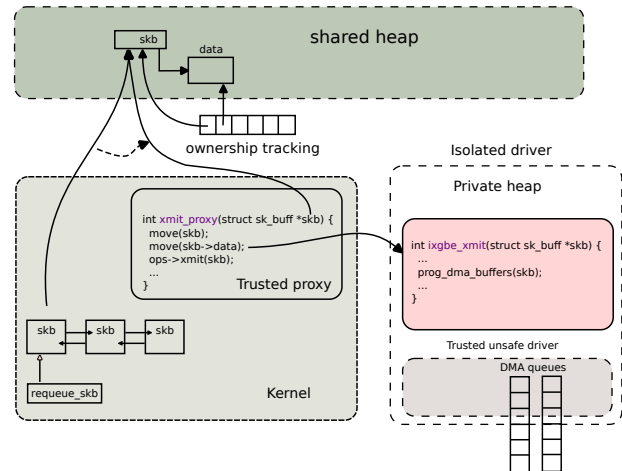 shared heap
skb
data
ownership tracking
Isolated driver
Private heap
int xmit_proxy(struct sk_buff *skb) {
move(skb);
move(skb->data);
ops->xmit(skb);
...
}
Trusted proxy
int ixgbe_xmit(struct sk_buff *skb) {
...
prog_dma_buffers(skb);
...
}
skb
skb
skb
requeue_skb
Kernel
Trusted unsafe driver
DMA queues